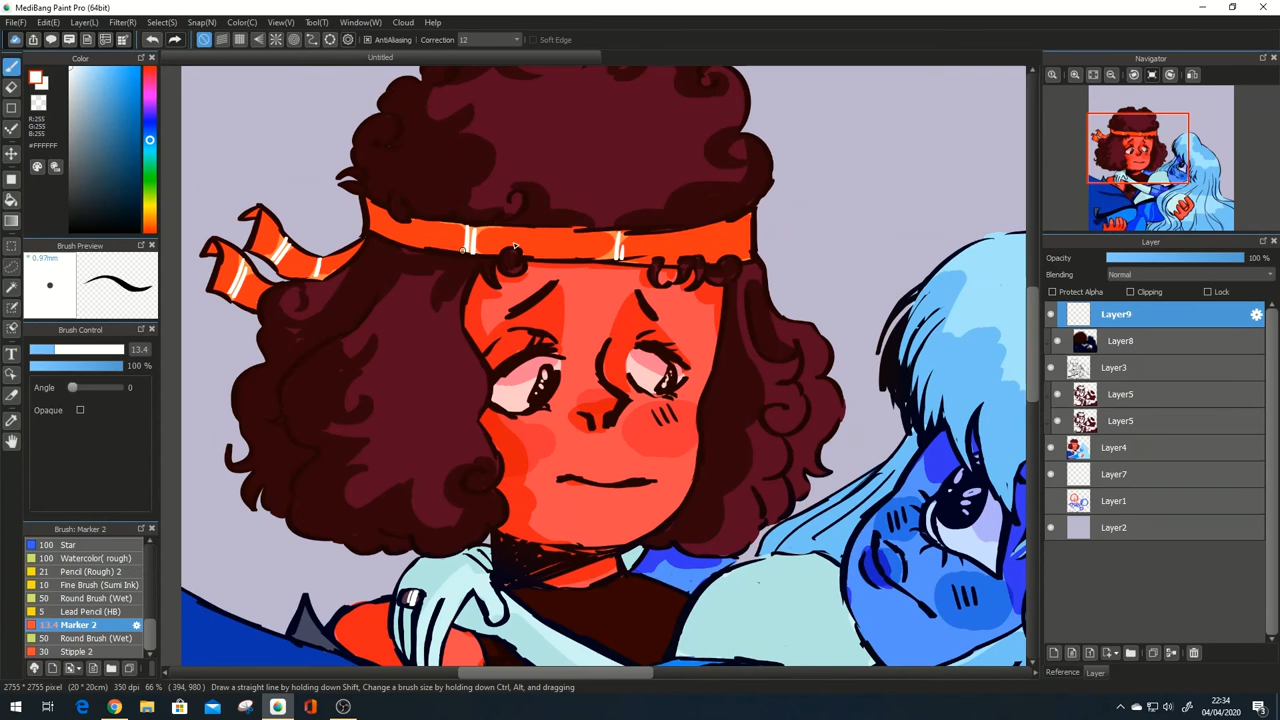 MediBang Paint Pro (64bit)
File(F) Edit(E) Layer(L) Filter(R) Select(S) Snap(N) Color(C) View(V) Tool(T) Window(W) Cloud Help
AntiAliasing Correction 12 Soft Edge
Color
Untitled
Navigator
R:255
G:255
B:255
#FFFFFF
Brush Preview
* 0.97mm
Brush Control
13.4
100 %
Angle 0
Opaque
Brush: Marker 2
100 Star
100 Watercolor( rough)
21 Pencil (Rough) 2
10 Fine Brush (Sumi Ink)
50 Round Brush (Wet)
5 Lead Pencil (HB)
13.4 Marker 2
50 Round Brush (Wet)
30 Stipple 2
Layer
Opacity 100 %
Blending Normal
Protect Alpha Clipping Lock
Layer9
Layer8
Layer3
Layer5
Layer5
Layer4
Layer7
Layer1
Layer2
Reference Layer
2755 * 2755 pixel (20 * 20cm) 350 dpi 66 % (394, 980) Draw a straight line by holding down Shift, Change a brush size by holding down Ctrl, Alt, and dragging
22:34
04/04/2020
3